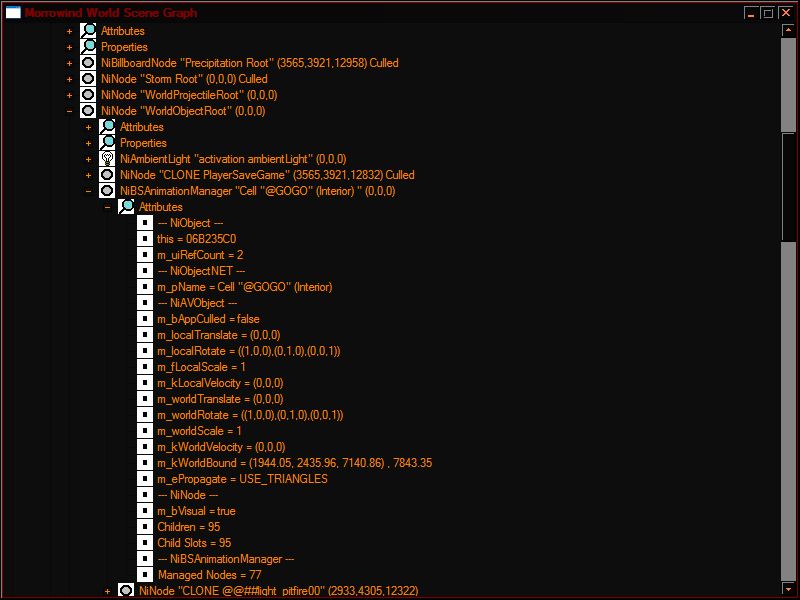 Morrowind World Scene Graph
Attributes
Properties
NiBillboardNode "Precipitation Root" (3565,3921,12958) Culled
NiNode "Storm Root" (0,0,0) Culled
NiNode "WorldProjectileRoot" (0,0,0)
NiNode "WorldObjectRoot" (0,0,0)
Attributes
Properties
NiAmbientLight "activation ambientLight" (0,0,0)
NiNode "CLONE PlayerSaveGame" (3565,3921,12832) Culled
NiBSAnimationManager "Cell "@GOGO" (Interior) " (0,0,0)
Attributes
--- NiObject ---
this = 06B235C0
m_uiRefCount = 2
--- NiObjectNET ---
m_pName = Cell "@GOGO" (Interior)
--- NiAVObject ---
m_bAppCulled = false
m_localTranslate = (0,0,0)
m_localRotate = ((1,0,0),(0,1,0),(0,0,1))
m_fLocalScale = 1
m_kLocalVelocity = (0,0,0)
m_worldTranslate = (0,0,0)
m_worldRotate = ((1,0,0),(0,1,0),(0,0,1))
m_worldScale = 1
m_kWorldVelocity = (0,0,0)
m_kWorldBound = (1944.05, 2435.96, 7140.86) , 7843.35
m_ePropagate = USE_TRIANGLES
--- NiNode ---
m_bVisual = true
Children = 95
Child Slots = 95
--- NiBSAnimationManager ---
Managed Nodes = 77
NiNode "CLONE @@##light_pitfire00" (2933,4305,12322)